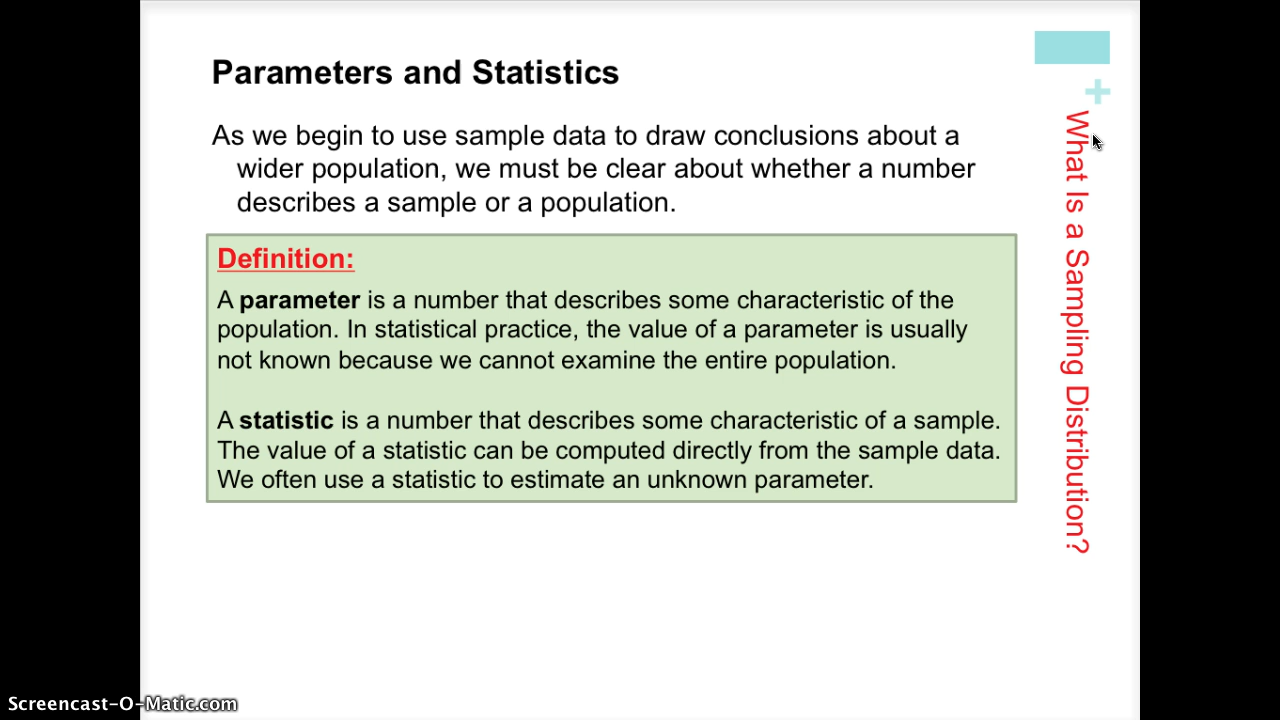 Parameters and Statistics
As we begin to use sample data to draw conclusions about a
wider population, we must be clear about whether a number
describes a sample or a population.
Definition:
A parameter is a number that describes some characteristic of the
population. In statistical practice, the value of a parameter is usually
not known because we cannot examine the entire population.
A statistic is a number that describes some characteristic of a sample.
The value of a statistic can be computed directly from the sample data.
We often use a statistic to estimate an unknown parameter.
+
What Is a Sampling Distribution?
Screencast-O-Matic.com